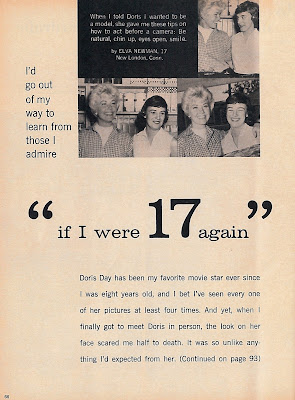 When I told Doris I wanted to be
a model, she gave me these tips on
how to act before a camera: Be
natural, chin up, eyes open, smile.
by ELVA NEWMAN, 17
New London, Conn.
I'd
go out
of my
way to
learn from
those I
admire
“if I were 17 again”
Doris Day has been my favorite movie star ever since
I was eight years old, and I bet I've seen every one
of her pictures at least four times. And yet, when I
finally got to meet Doris in person, the look on her
face scared me half to death. It was so unlike any-
thing I'd expected from her. (Continued on page 93)